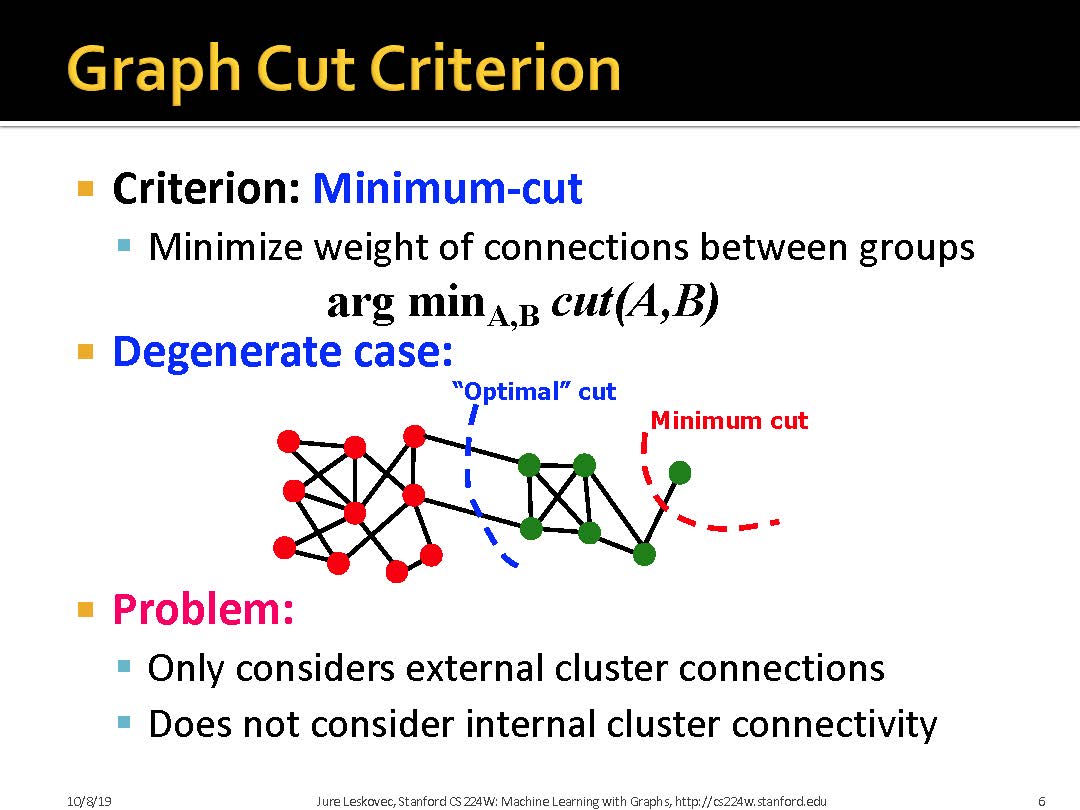 Graph Cut Criterion
Criterion: Minimum-cut
Minimize weight of connections between groups
arg min A,B cut(A,B)
Degenerate case:
“Optimal” cut
Minimum cut
Problem:
Only considers external cluster connections
Does not consider internal cluster connectivity
10/8/19
Jure Leskovec, Stanford CS224W: Machine Learning with Graphs, http://cs224w.stanford.edu
6